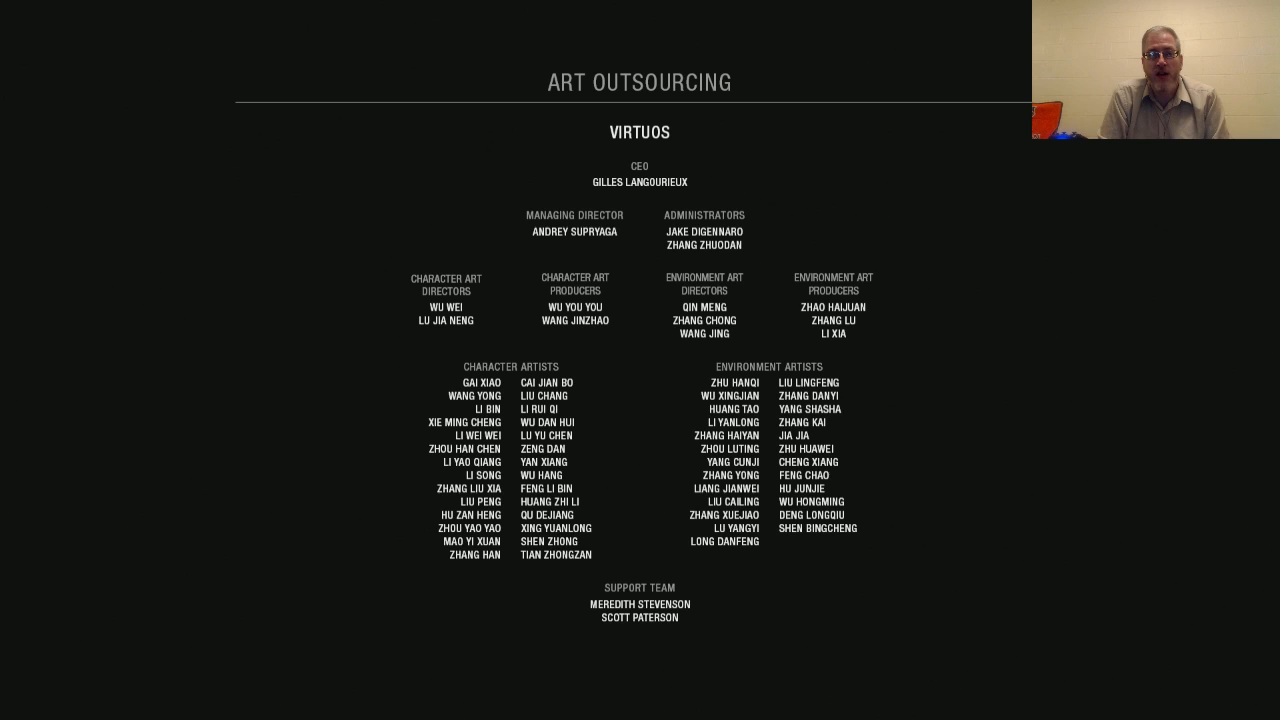 ART OUTSOURCING
VIRTUOS
CEO
GILLES LANGOURIEUX
MANAGING DIRECTOR
ANDREY SUPRYAGA
ADMINISTRATORS
JAKE DIGENNARO
ZHANG ZHUODAN
CHARACTER ART
DIRECTORS
WU WEI
LU JIA NENG
CHARACTER ART
PRODUCERS
WU YOU YOU
WANG JINZHAO
ENVIRONMENT ART
DIRECTORS
QIN MENG
ZHANG CHONG
WANG JING
ENVIRONMENT ART
PRODUCERS
ZHAO HAIJUAN
ZHANG LU
LI XIA
CHARACTER ARTISTS
GAI XIAO CAI JIAN BO
WANG YONG LIU CHANG
LI BIN LI RUI QI
XIE MING CHENG WU DAN HUI
LI WEI WEI LU YU CHEN
ZHOU HAN CHEN ZENG DAN
LI YAO QIANG YAN XIANG
LI SONG WU HANG
ZHANG LIU XIA FENG LI BIN
LIU PENG HUANG ZHI LI
HU ZAN HENG QU DEJIANG
ZHOU YAO YAO XING YUANLONG
MAO YI XUAN SHEN ZHONG
ZHANG HAN TIAN ZHONGZAN
ENVIRONMENT ARTISTS
ZHU HANQI LIU LINGFENG
WU XINGJIAN ZHANG DANYI
HUANG TAO YANG SHASHA
LI YANLONG ZHANG KAI
ZHANG HAIYAN JIA JIA
ZHOU LUTING ZHU HUAWEI
YANG CUNJI CHENG XIANG
ZHANG YONG FENG CHAO
LIANG JIANWEI HU JUNJIE
LIU CAILING WU HONGMING
ZHANG XUEJIAO DENG LONGQIU
LU YANGYI SHEN BINGCHENG
LONG DANFENG
SUPPORT TEAM
MEREDITH STEVENSON
SCOTT PATERSON